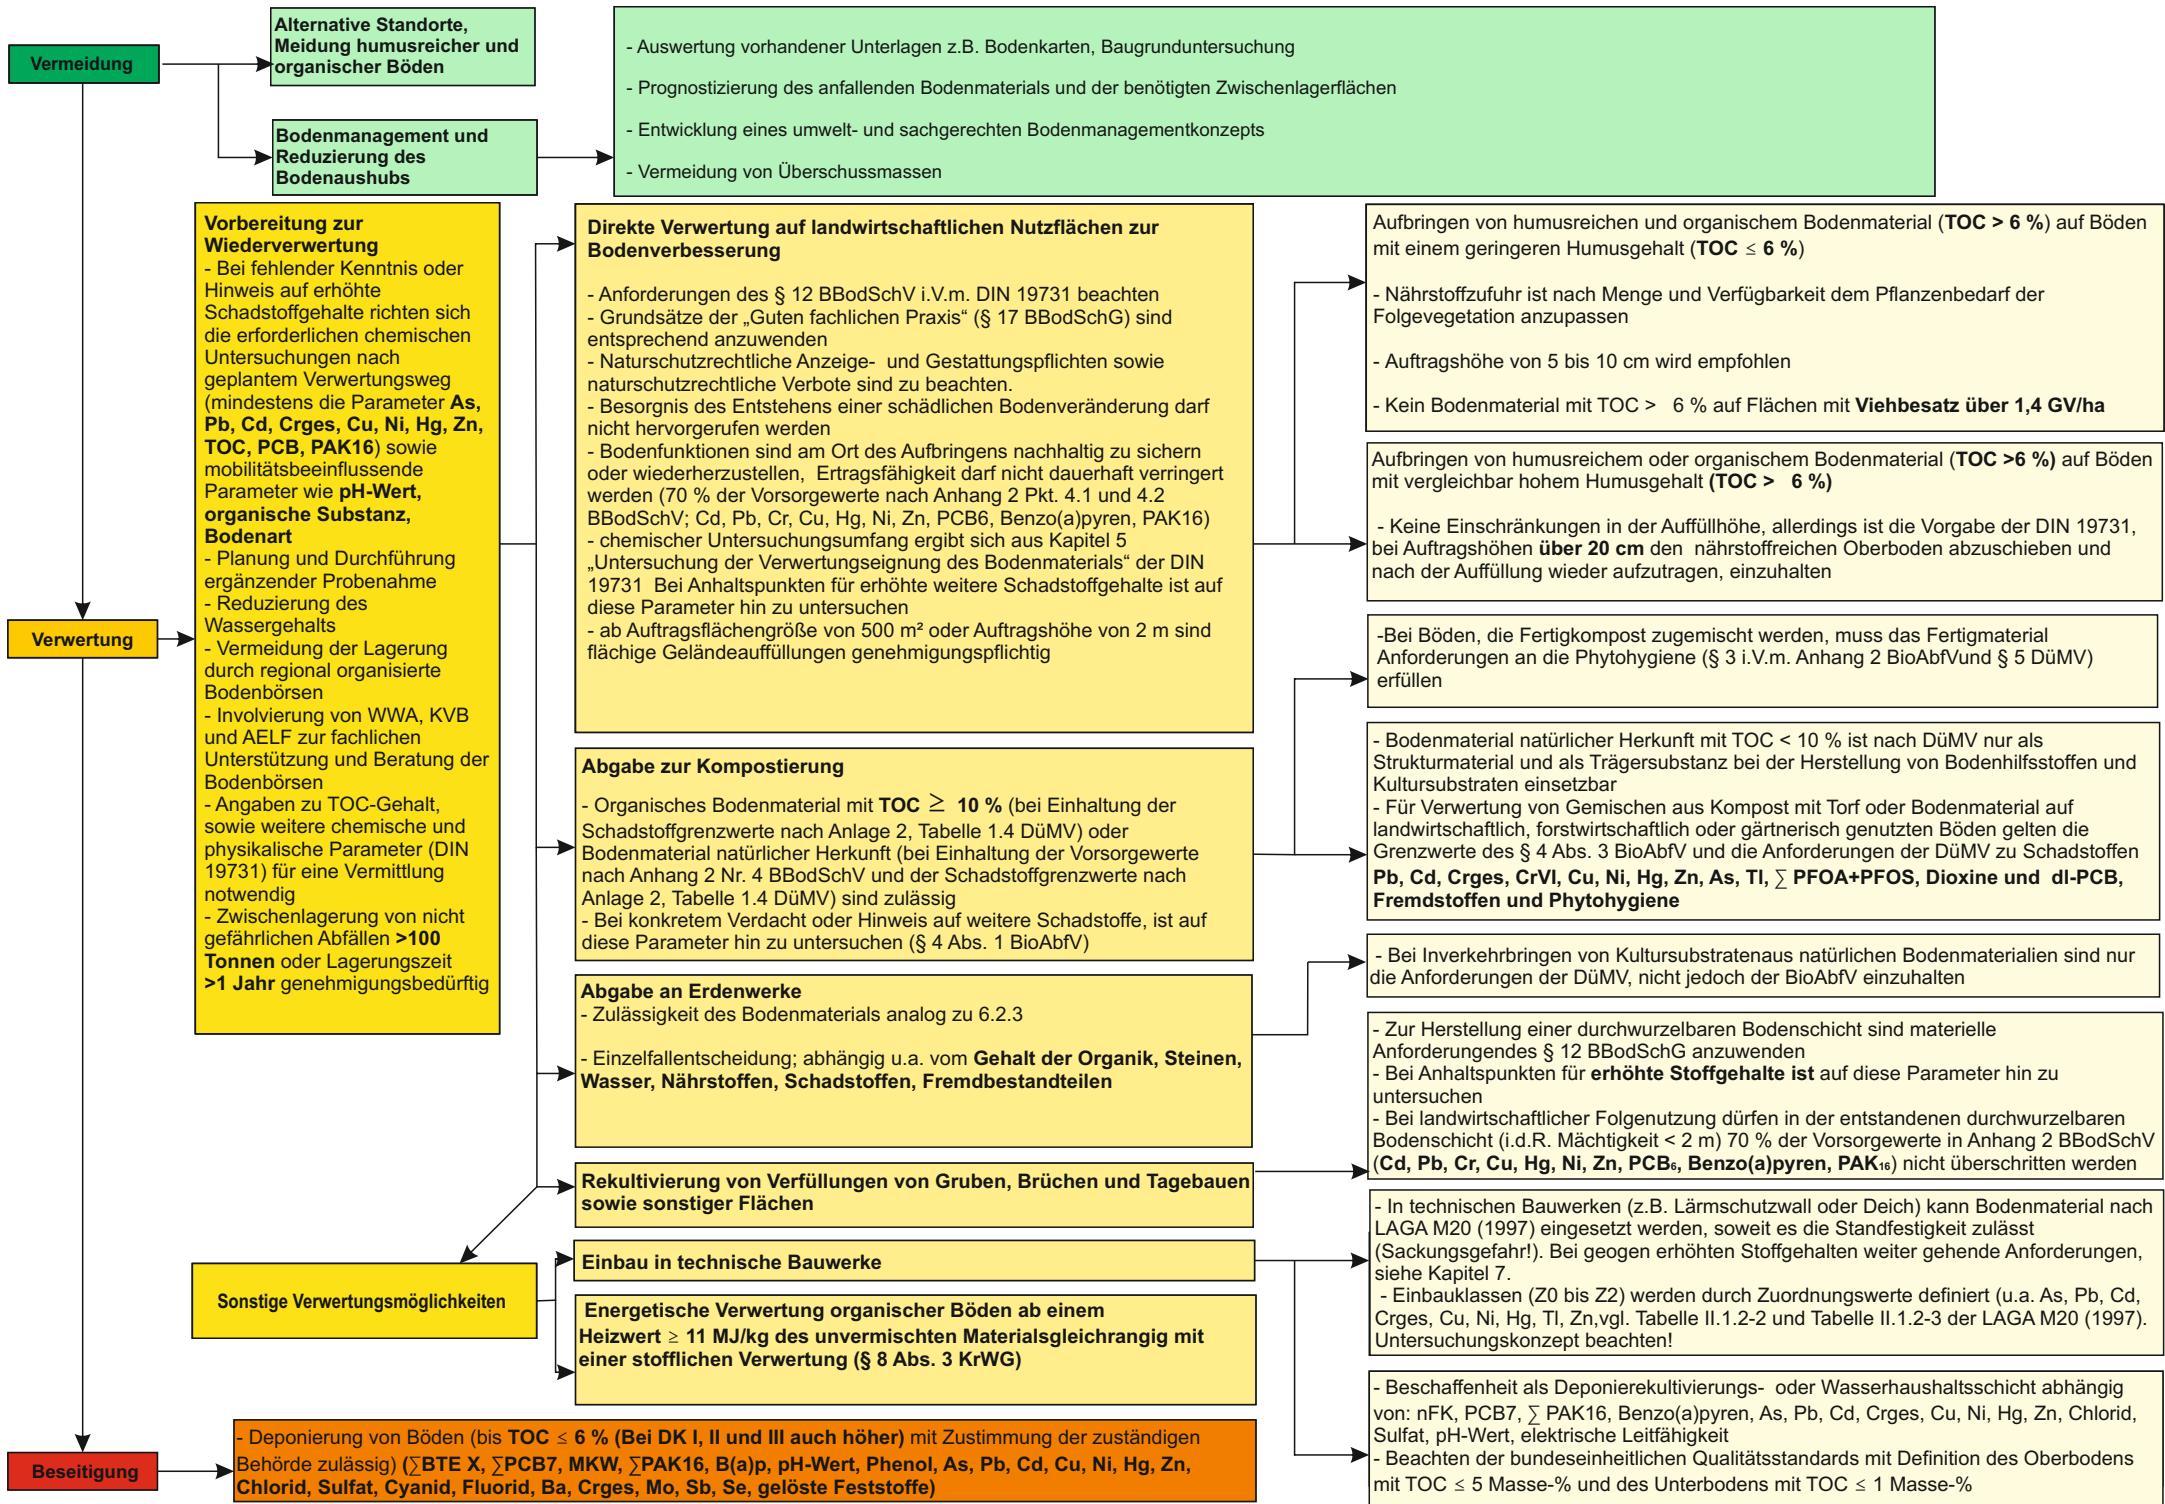 Vermeidung
Alternative Standorte,
Meidung humusreicher und
organischer Böden
Bodenmanagement und
Reduzierung des
Bodenaushubs
- Auswertung vorhandener Unterlagen z.B. Bodenkarten, Baugrunduntersuchung
- Prognostizierung des anfallenden Bodenmaterials und der benötigten Zwischenlagerflächen
- Entwicklung eines umwelt- und sachgerechten Bodenmanagementkonzepts
- Vermeidung von Überschussmassen
Verwertung
Vorbereitung zur
Wiederverwertung
- Bei fehlender Kenntnis oder
Hinweis auf erhöhte
Schadstoffgehalte richten sich
die erforderlichen chemischen
Untersuchungen nach
geplantem Verwertungsweg
(mindestens die Parameter As,
Pb, Cd, Crges, Cu, Ni, Hg, Zn,
TOC, PCB, PAK16) sowie
mobilitätsbeeinflussende
Parameter wie pH-Wert,
organische Substanz,
Bodenart
- Planung und Durchführung
ergänzender Probenahme
- Reduzierung des
Wassergehalts
- Vermeidung der Lagerung
durch regional organisierte
Bodenbörsen
- Involvierung von WWA, KVB
und AELF zur fachlichen
Unterstützung und Beratung der
Bodenbörsen
- Angaben zu TOC-Gehalt,
sowie weitere chemische und
physikalische Parameter (DIN
19731) für eine Vermittlung
notwendig
- Zwischenlagerung von nicht
gefährlichen Abfällen >100
Tonnen oder Lagerungszeit
>1 Jahr genehmigungsbedürftig
Direkte Verwertung auf landwirtschaftlichen Nutzflächen zur
Bodenverbesserung
- Anforderungen des § 12 BBodSchV i.V.m. DIN 19731 beachten
- Grundsätze der „Guten fachlichen Praxis“ (§ 17 BBodSchG) sind
entsprechend anzuwenden
- Naturschutzrechtliche Anzeige- und Gestattungspflichten sowie
naturschutzrechtliche Verbote sind zu beachten.
- Besorgnis des Entstehens einer schädlichen Bodenveränderung darf
nicht hervorgerufen werden
- Bodenfunktionen sind am Ort des Aufbringens nachhaltig zu sichern
oder wiederherzustellen, Ertragsfähigkeit darf nicht dauerhaft verringert
werden (70 % der Vorsorgewerte nach Anhang 2 Pkt. 4.1 und 4.2
BBodSchV; Cd, Pb, Cr, Cu, Hg, Ni, Zn, PCB6, Benzo(a)pyren, PAK16)
- chemischer Untersuchungsumfang ergibt sich aus Kapitel 5
„Untersuchung der Verwertungseignung des Bodenmaterials“ der DIN
19731 Bei Anhaltspunkten für erhöhte weitere Schadstoffgehalte ist auf
diese Parameter hin zu untersuchen
- ab Auftragsflächengröße von 500 m² oder Auftragshöhe von 2 m sind
flächige Geländeauffüllungen genehmigungspflichtig
Aufbringen von humusreichen und organischem Bodenmaterial (TOC > 6 %) auf Böden
mit einem geringeren Humusgehalt (TOC ≤ 6 %)
- Nährstoffzufuhr ist nach Menge und Verfügbarkeit dem Pflanzenbedarf der
Folgevegetation anzupassen
- Auftragshöhe von 5 bis 10 cm wird empfohlen
- Kein Bodenmaterial mit TOC > 6 % auf Flächen mit Viehbesatz über 1,4 GV/ha
Aufbringen von humusreichem oder organischem Bodenmaterial (TOC >6 %) auf Böden
mit vergleichbar hohem Humusgehalt (TOC > 6 %)
- Keine Einschränkungen in der Auffüllhöhe, allerdings ist die Vorgabe der DIN 19731,
bei Auftragshöhen über 20 cm den nährstoffreichen Oberboden abzuschieben und
nach der Auffüllung wieder aufzutragen, einzuhalten
Abgabe zur Kompostierung
- Organisches Bodenmaterial mit TOC ≥ 10 % (bei Einhaltung der
Schadstoffgrenzwerte nach Anlage 2, Tabelle 1.4 DüMV) oder
Bodenmaterial natürlicher Herkunft (bei Einhaltung der Vorsorgewerte
nach Anhang 2 Nr. 4 BBodSchV und der Schadstoffgrenzwerte nach
Anlage 2, Tabelle 1.4 DüMV) sind zulässig
- Bei konkretem Verdacht oder Hinweis auf weitere Schadstoffe, ist auf
diese Parameter hin zu untersuchen (§ 4 Abs. 1 BioAbfV)
-Bei Böden, die Fertigkompost zugemischt werden, muss das Fertigmaterial
Anforderungen an die Phytohygiene (§ 3 i.V.m. Anhang 2 BioAbfVund § 5 DüMV)
erfüllen
- Bodenmaterial natürlicher Herkunft mit TOC < 10 % ist nach DüMV nur als
Strukturmaterial und als Trägersubstanz bei der Herstellung von Bodenhilfsstoffen und
Kultursubstraten einsetzbar
- Für Verwertung von Gemischen aus Kompost mit Torf oder Bodenmaterial auf
landwirtschaftlich, forstwirtschaftlich oder gärtnerisch genutzten Böden gelten die
Grenzwerte des § 4 Abs. 3 BioAbfV und die Anforderungen der DüMV zu Schadstoffen
Pb, Cd, Crges, CrVI, Cu, Ni, Hg, Zn, As, Tl, ∑ PFOA+PFOS, Dioxine und dl-PCB,
Fremdstoffen und Phytohygiene
Abgabe an Erdenwerke
- Zulässigkeit des Bodenmaterials analog zu 6.2.3
- Einzelfallentscheidung; abhängig u.a. vom Gehalt der Organik, Steinen,
Wasser, Nährstoffen, Schadstoffen, Fremdbestandteilen
- Bei Inverkehrbringen von Kultursubstratenaus natürlichen Bodenmaterialien sind nur
die Anforderungen der DüMV, nicht jedoch der BioAbfV einzuhalten
Rekultivierung von Verfüllungen von Gruben, Brüchen und Tagebauen
sowie sonstiger Flächen
- Zur Herstellung einer durchwurzelbaren Bodenschicht sind materielle
Anforderungendes § 12 BBodSchG anzuwenden
- Bei Anhaltspunkten für erhöhte Stoffgehalte ist auf diese Parameter hin zu
untersuchen
- Bei landwirtschaftlicher Folgenutzung dürfen in der entstandenen durchwurzelbaren
Bodenschicht (i.d.R. Mächtigkeit < 2 m) 70 % der Vorsorgewerte in Anhang 2 BBodSchV
(Cd, Pb, Cr, Cu, Hg, Ni, Zn, PCB₆, Benzo(a)pyren, PAK₁₆) nicht überschritten werden
Sonstige Verwertungsmöglichkeiten
Einbau in technische Bauwerke
Energetische Verwertung organischer Böden ab einem
Heizwert ≥ 11 MJ/kg des unvermischten Materialsgleichrangig mit
einer stofflichen Verwertung (§ 8 Abs. 3 KrWG)
- In technischen Bauwerken (z.B. Lärmschutzwall oder Deich) kann Bodenmaterial nach
LAGA M20 (1997) eingesetzt werden, soweit es die Standfestigkeit zulässt
(Sackungsgefahr!). Bei geogen erhöhten Stoffgehalten weiter gehende Anforderungen,
siehe Kapitel 7.
- Einbauklassen (Z0 bis Z2) werden durch Zuordnungswerte definiert (u.a. As, Pb, Cd,
Crges, Cu, Ni, Hg, Tl, Zn,vgl. Tabelle II.1.2-2 und Tabelle II.1.2-3 der LAGA M20 (1997).
Untersuchungskonzept beachten!
- Beschaffenheit als Deponierekultivierungs- oder Wasserhaushaltsschicht abhängig
von: nFK, PCB7, ∑ PAK16, Benzo(a)pyren, As, Pb, Cd, Crges, Cu, Ni, Hg, Zn, Chlorid,
Sulfat, pH-Wert, elektrische Leitfähigkeit
- Beachten der bundeseinheitlichen Qualitätsstandards mit Definition des Oberbodens
mit TOC ≤ 5 Masse-% und des Unterbodens mit TOC ≤ 1 Masse-%
Beseitigung
- Deponierung von Böden (bis TOC ≤ 6 % (Bei DK I, II und III auch höher) mit Zustimmung der zuständigen
Behörde zulässig) (∑BTE X, ∑PCB7, MKW, ∑PAK16, B(a)p, pH-Wert, Phenol, As, Pb, Cd, Cu, Ni, Hg, Zn,
Chlorid, Sulfat, Cyanid, Fluorid, Ba, Crges, Mo, Sb, Se, gelöste Feststoffe)